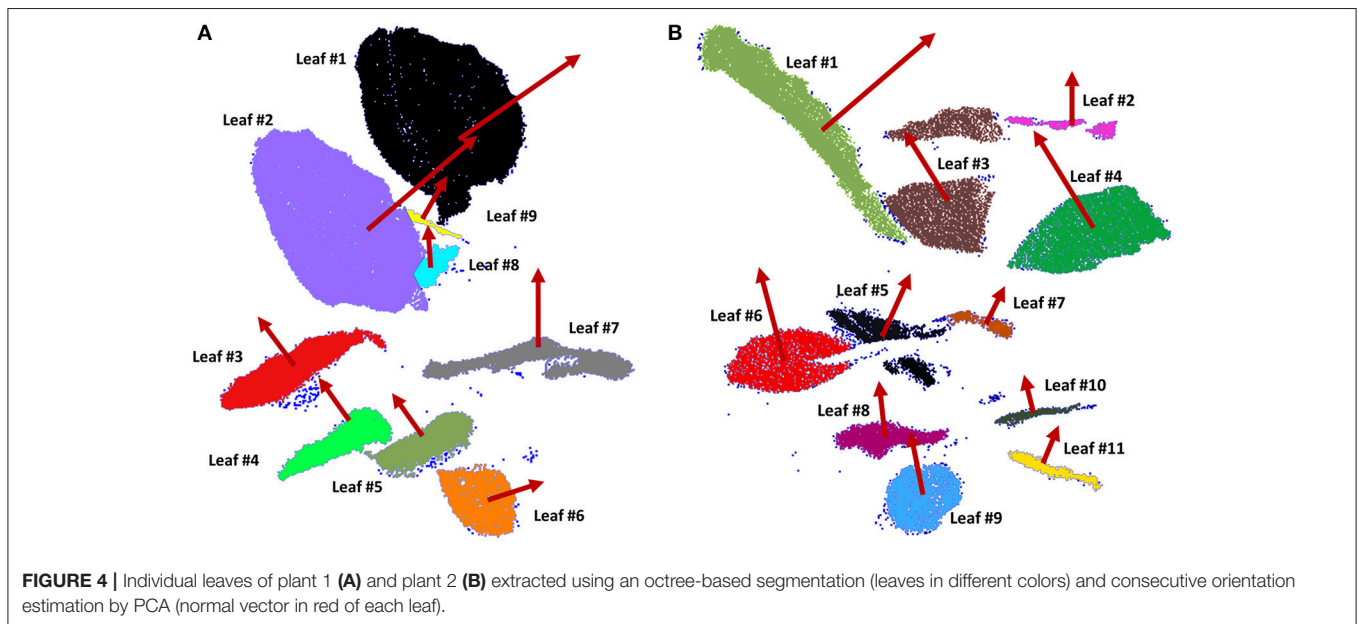 A
Leaf #1
Leaf #2
Leaf #9
Leaf #8
Leaf #7
Leaf #3
Leaf #4
Leaf #5
Leaf #6
B
Leaf #1
Leaf #2
Leaf #3
Leaf #4
Leaf #5
Leaf #6
Leaf #7
Leaf #8
Leaf #10
Leaf #11
Leaf #9
FIGURE 4 | Individual leaves of plant 1 (A) and plant 2 (B) extracted using an octree-based segmentation (leaves in different colors) and consecutive orientation
estimation by PCA (normal vector in red of each leaf).